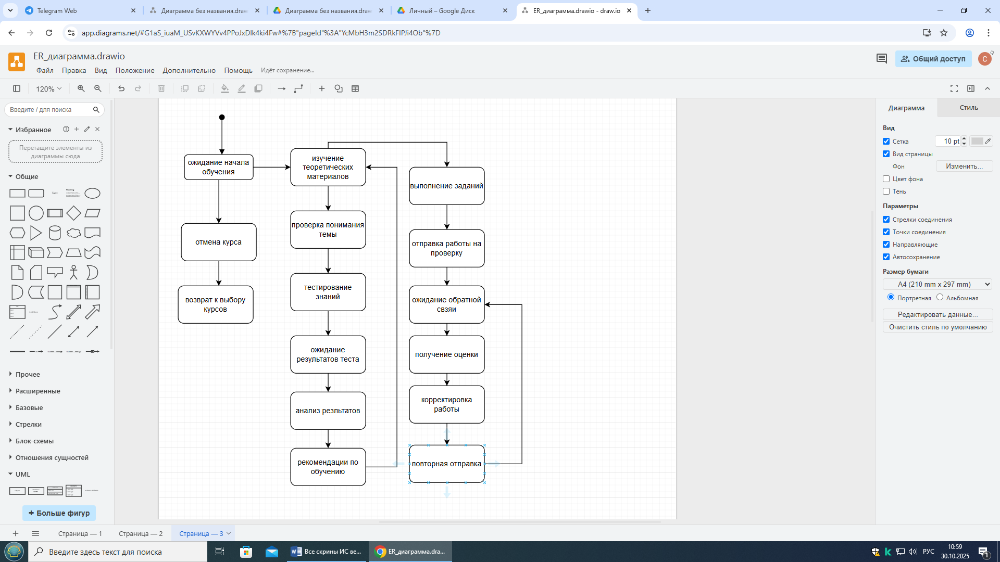 Telegram Web
Диаграмма без названия.draw
Диаграмма без названия.draw
Личный – Google Диск
ER_диаграмма.drawio - draw.io
app.diagrams.net/#G1aS_iuaM_USvKXWYVv4PPoJxDlk4ki4Fw#%7B"pageId"%3A"YcMbH3m2SDRkFIPJi4Ob"%7D
ER_диаграмма.drawio
Файл Правка Вид Положение Дополнительно Помощь Идёт сохранение...
Общий доступ
С
120%
Введите / для поиска
Избранное
Перетащите элементы из
диаграммы сюда
Общие
Text
Heading
List Item
Прочее
Расширенные
Базовые
Стрелки
Блок-схемы
Отношения сущностей
UML
+ Больше фигур
ожидание начала
обучения
отмена курса
возврат к выбору
курсов
изучение
теоретических
материалов
проверка понимания
темы
тестирование
знаний
ожидание
результатов теста
анализ резльтатов
рекомендации по
обучению
выполнение заданий
отправка работы на
проверку
ожидание обратной
свзяи
получение оценки
корректировка
работы
повторная отправка
Диаграмма
Стиль
Вид
Сетка
10 pt
Вид страницы
Фон
Изменить...
Цвет фона
Тень
Параметры
Стрелки соединения
Точки соединения
Направляющие
Автосохранение
Размер бумаги
A4 (210 mm x 297 mm)
Портретная
Альбомная
Редактировать данные...
Очистить стиль по умолчанию
Страница — 1
Страница — 2
Страница — 3
Введите здесь текст для поиска
Все скрины ИС ве...
ER_диаграмма.dra...
РУС
10:59
30.10.2025
1